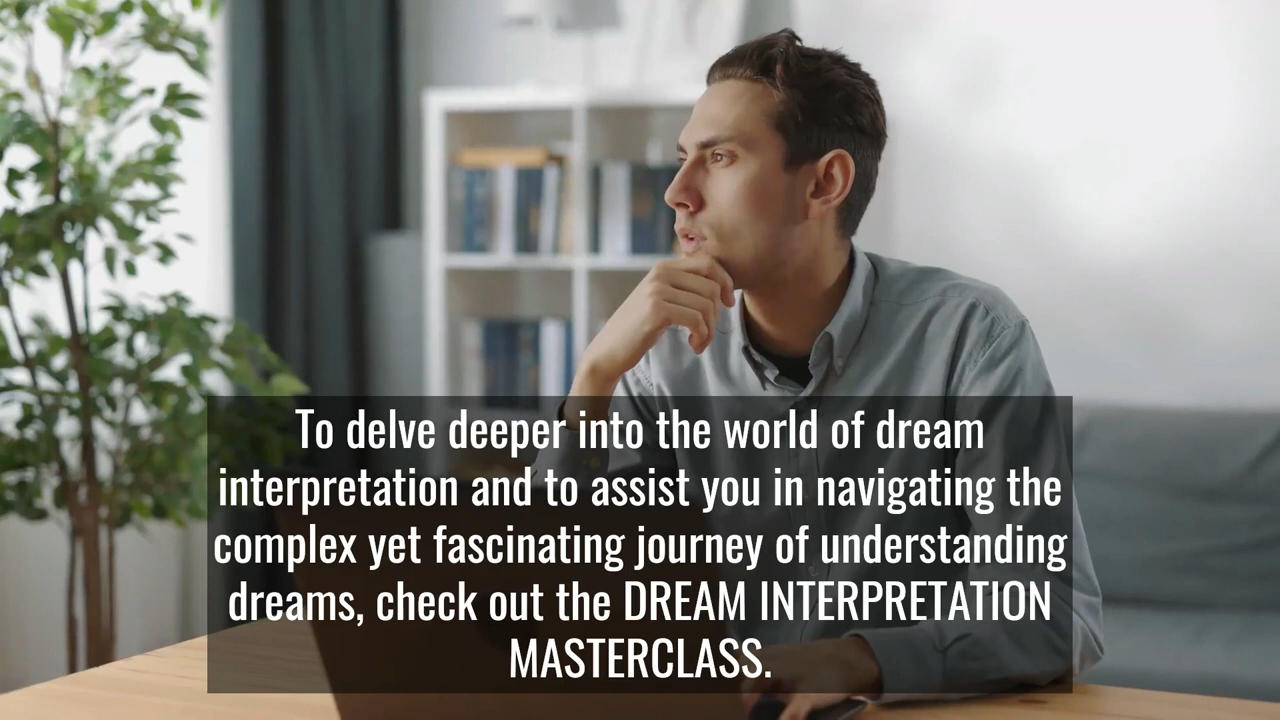 To delve deeper into the world of dream
interpretation and to assist you in navigating the
complex yet fascinating journey of understanding
dreams, check out the DREAM INTERPRETATION
MASTERCLASS.